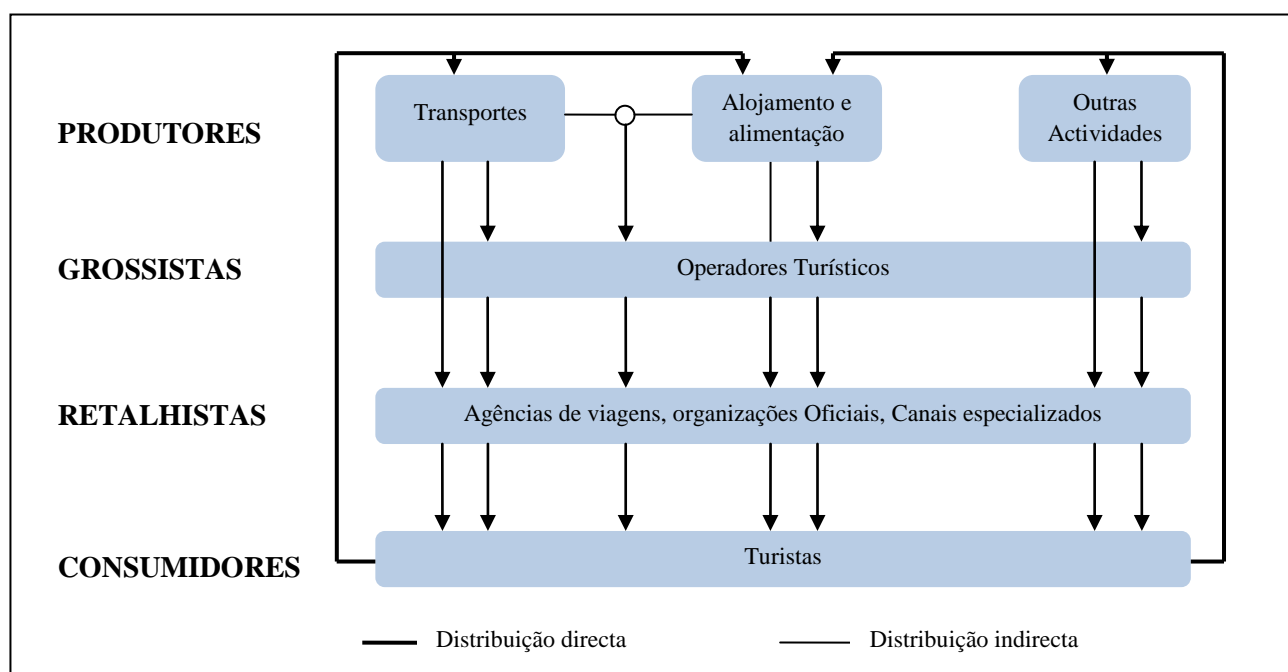 PRODUTORES
Transportes
Alojamento e
alimentação
Outras
Actividades
GROSSISTAS
Operadores Turísticos
RETALHISTAS
Agências de viagens, organizações Oficiais, Canais especializados
CONSUMIDORES
Turistas
Distribuição directa
Distribuição indirecta